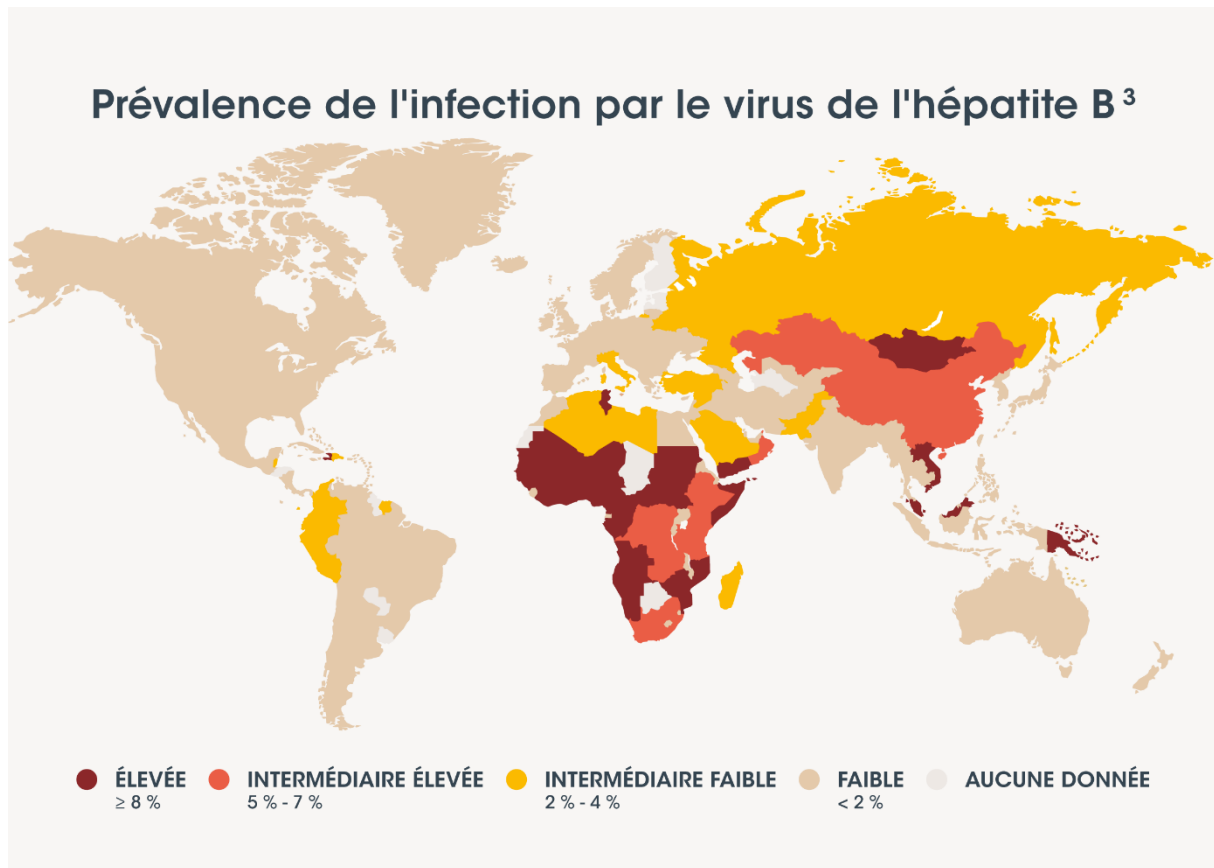 Prévalence de l'infection par le virus de l'hépatite B ³
ÉLEVÉE
≥ 8 %
INTERMÉDIAIRE ÉLEVÉE
5 % - 7 %
INTERMÉDIAIRE FAIBLE
2 % - 4 %
FAIBLE
< 2 %
AUCUNE DONNÉE